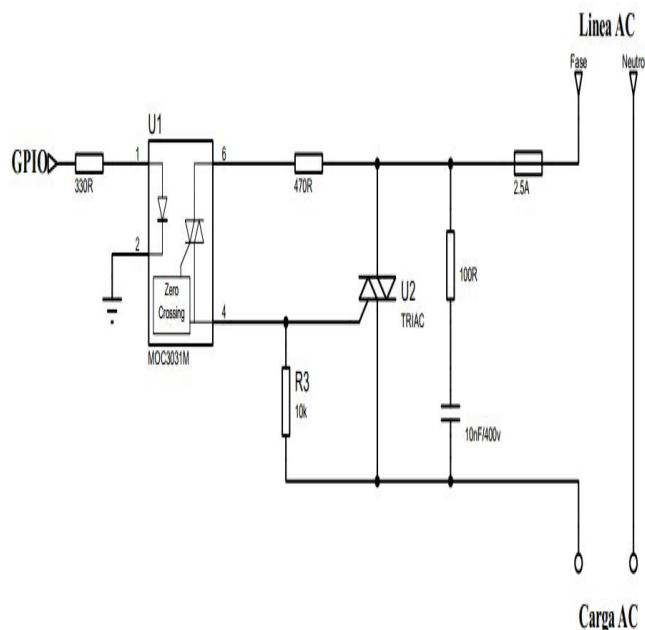 Linea AC
Fase
Neutro
U1
GPIO
1
6
330R
470R
2.5A
2
100R
U2
TRIAC
Zero
Crossing
4
MOC3031M
R3
10k
10nF/400v
Carga AC